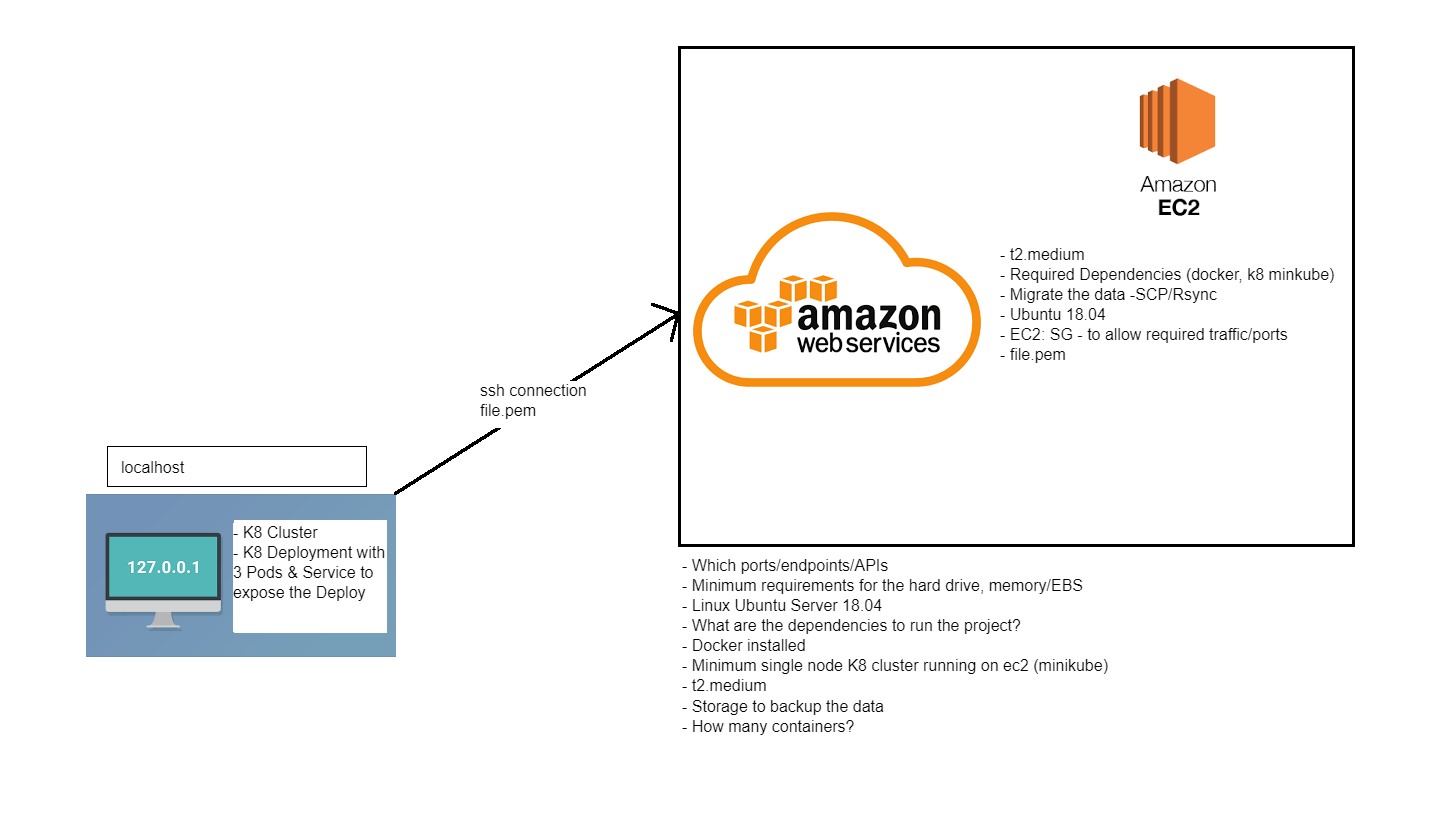 Amazon
EC2
- t2.medium
- Required Dependencies (docker, k8 minkube)
- Migrate the data -SCP/Rsync
- Ubuntu 18.04
- EC2: SG - to allow required traffic/ports
- file.pem
amazon
web services
ssh connection
file.pem
localhost
127.0.0.1
- K8 Cluster
- K8 Deployment with
3 Pods & Service to
expose the Deploy
- Which ports/endpoints/APIs
- Minimum requirements for the hard drive, memory/EBS
- Linux Ubuntu Server 18.04
- What are the dependencies to run the project?
- Docker installed
- Minimum single node K8 cluster running on ec2 (minikube)
- t2.medium
- Storage to backup the data
- How many containers?